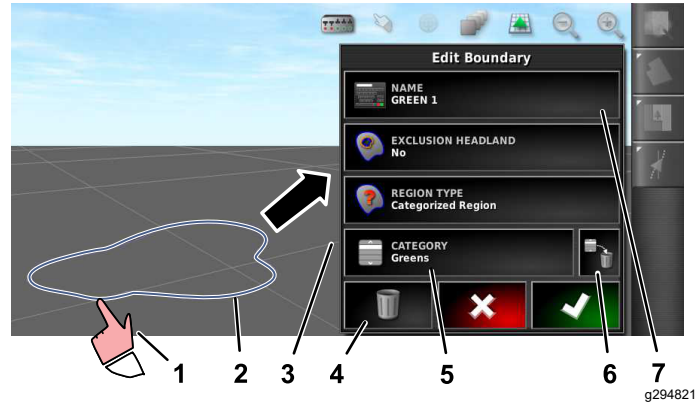 Edit Boundary
NAME
GREEN 1
EXCLUSION HEADLAND
No
REGION TYPE
Categorized Region
CATEGORY
Greens
1 2 3 4 5 6 7
g294821